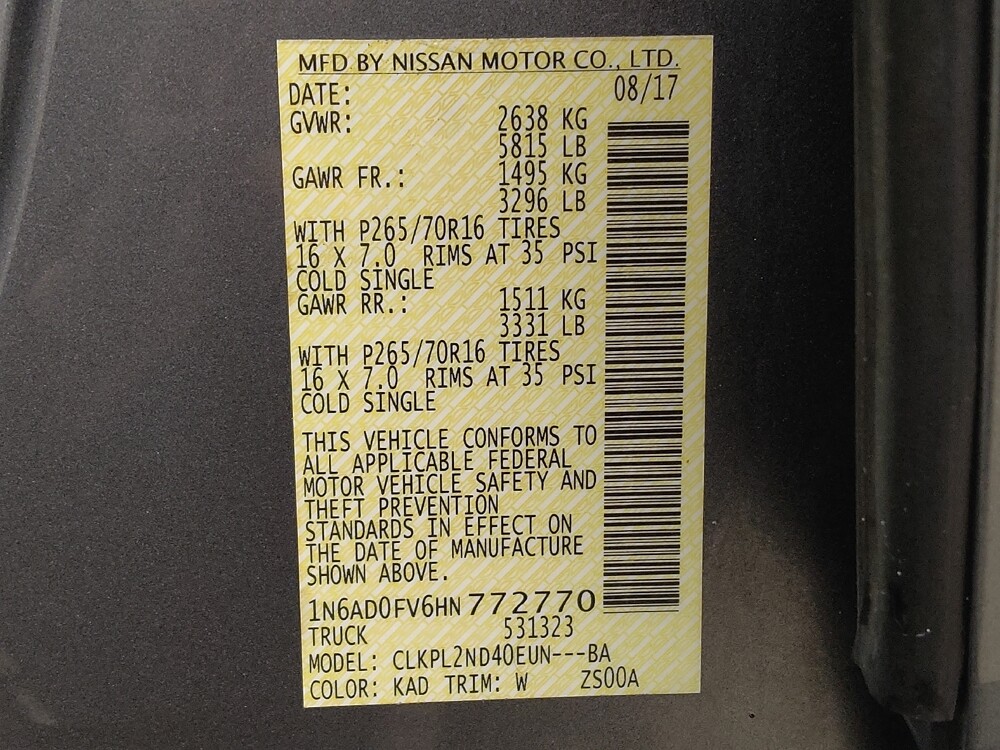 MFD BY NISSAN MOTOR CO., LTD.
DATE: 08/17
GVWR: 2638 KG
5815 LB
GAWR FR.: 1495 KG
3296 LB
WITH P265/70R16 TIRES
16 X 7.0 RIMS AT 35 PSI
COLD SINGLE
GAWR RR.: 1511 KG
3331 LB
WITH P265/70R16 TIRES
16 X 7.0 RIMS AT 35 PSI
COLD SINGLE
THIS VEHICLE CONFORMS TO
ALL APPLICABLE FEDERAL
MOTOR VEHICLE SAFETY AND
THEFT PREVENTION
STANDARDS IN EFFECT ON
THE DATE OF MANUFACTURE
SHOWN ABOVE.
1N6AD0FV6HN772770
TRUCK 531323
MODEL: CLKPL2ND40EUN---BA
COLOR: KAD TRIM: W ZS00A